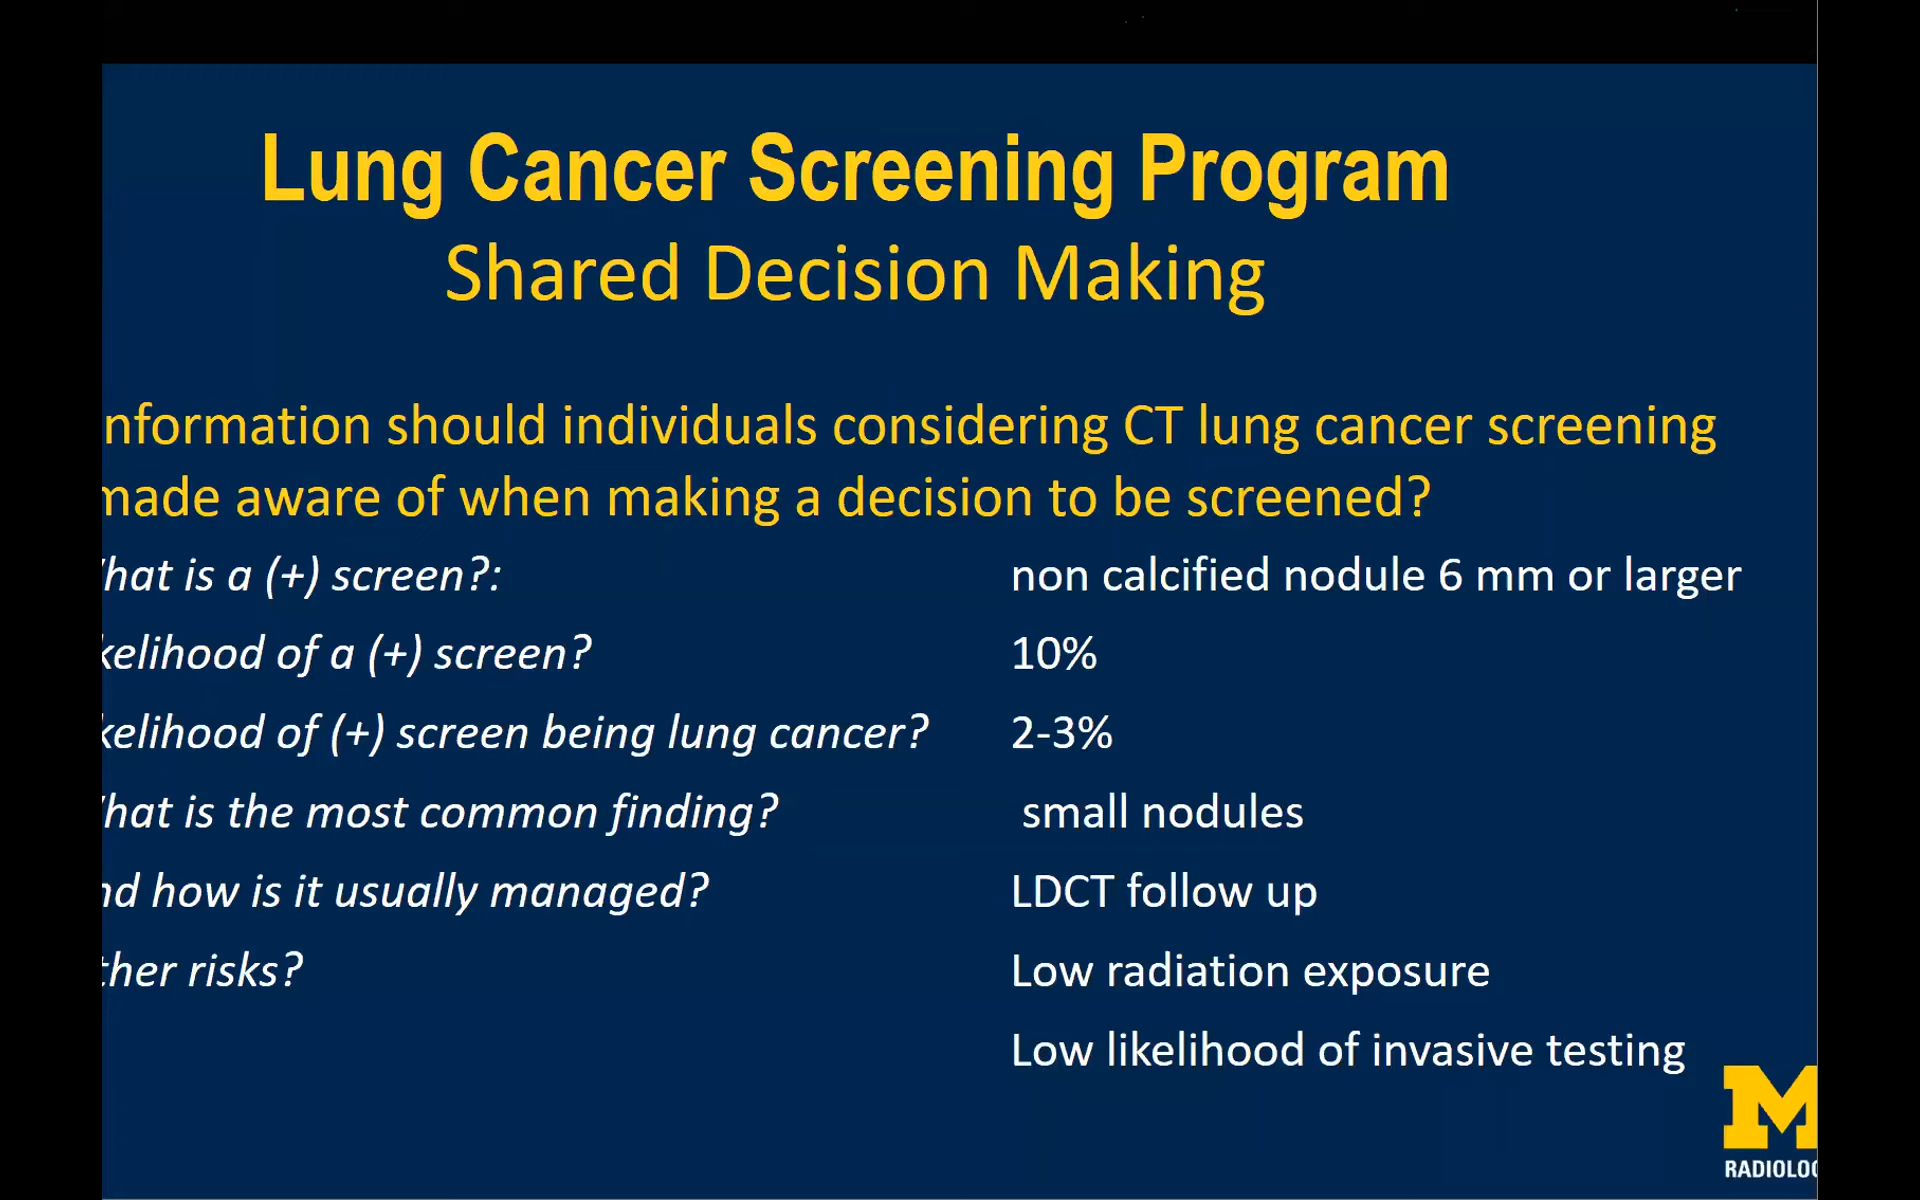 Lung Cancer Screening Program
Shared Decision Making
nformation should individuals considering CT lung cancer screening
made aware of when making a decision to be screened?
hat is a (+) screen?: non calcified nodule 6 mm or larger
kelihood of a (+) screen? 10%
kelihood of (+) screen being lung cancer? 2-3%
hat is the most common finding? small nodules
nd how is it usually managed? LDCT follow up
ther risks? Low radiation exposure
Low likelihood of invasive testing
M
RADIOLO